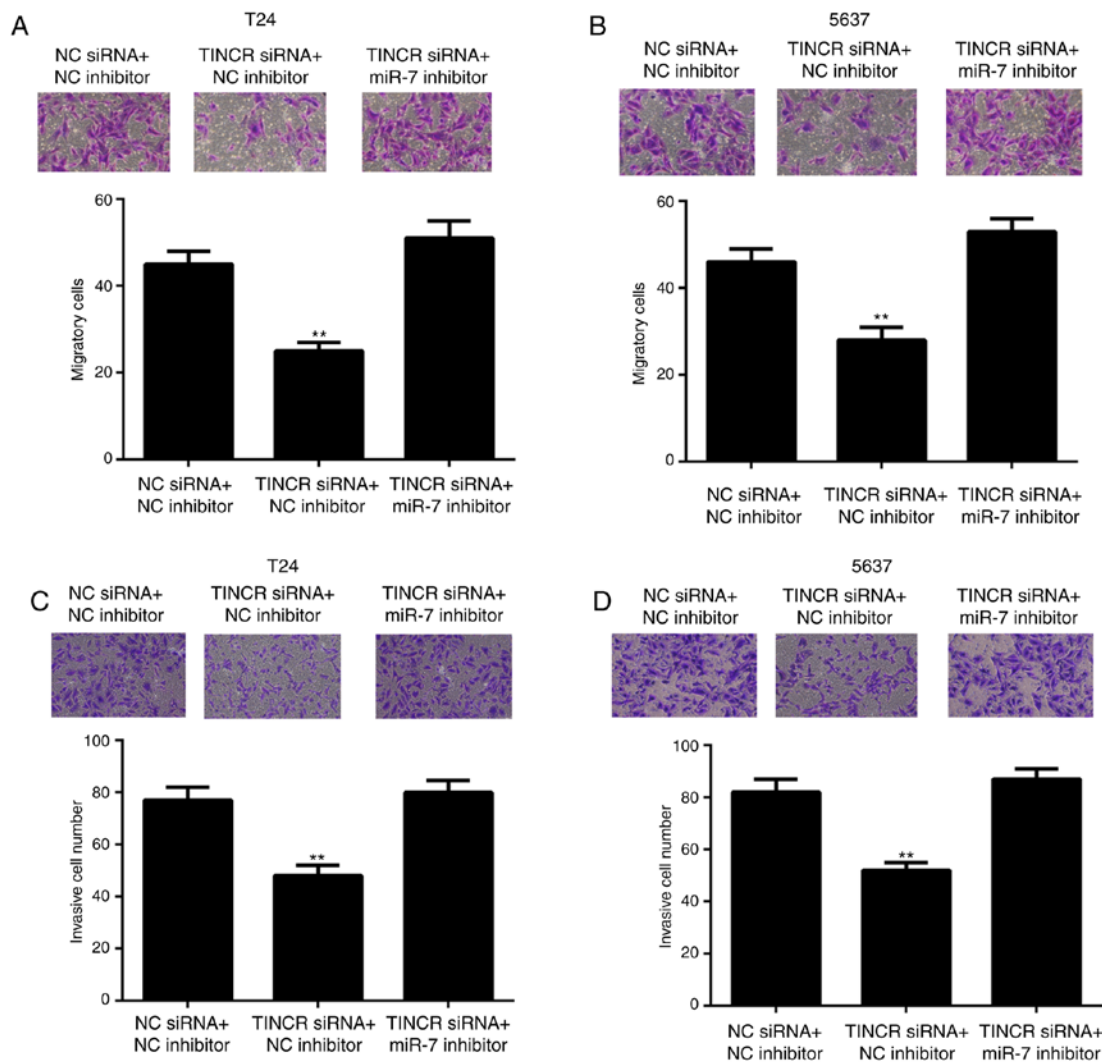 A
T24
NC siRNA+
NC inhibitor
TINCR siRNA+
NC inhibitor
TINCR siRNA+
miR-7 inhibitor
60
40
20
0
Migratory cells
**
NC siRNA+
NC inhibitor
TINCR siRNA+
NC inhibitor
TINCR siRNA+
miR-7 inhibitor
B
5637
NC siRNA+
NC inhibitor
TINCR siRNA+
NC inhibitor
TINCR siRNA+
miR-7 inhibitor
60
40
20
0
Migratory cells
**
NC siRNA+
NC inhibitor
TINCR siRNA+
NC inhibitor
TINCR siRNA+
miR-7 inhibitor
C
T24
NC siRNA+
NC inhibitor
TINCR siRNA+
NC inhibitor
TINCR siRNA+
miR-7 inhibitor
100
80
60
40
20
0
Invasive cell number
**
NC siRNA+
NC inhibitor
TINCR siRNA+
NC inhibitor
TINCR siRNA+
miR-7 inhibitor
D
5637
NC siRNA+
NC inhibitor
TINCR siRNA+
NC inhibitor
TINCR siRNA+
miR-7 inhibitor
100
80
60
40
20
0
Invasive cell number
**
NC siRNA+
NC inhibitor
TINCR siRNA+
NC inhibitor
TINCR siRNA+
miR-7 inhibitor